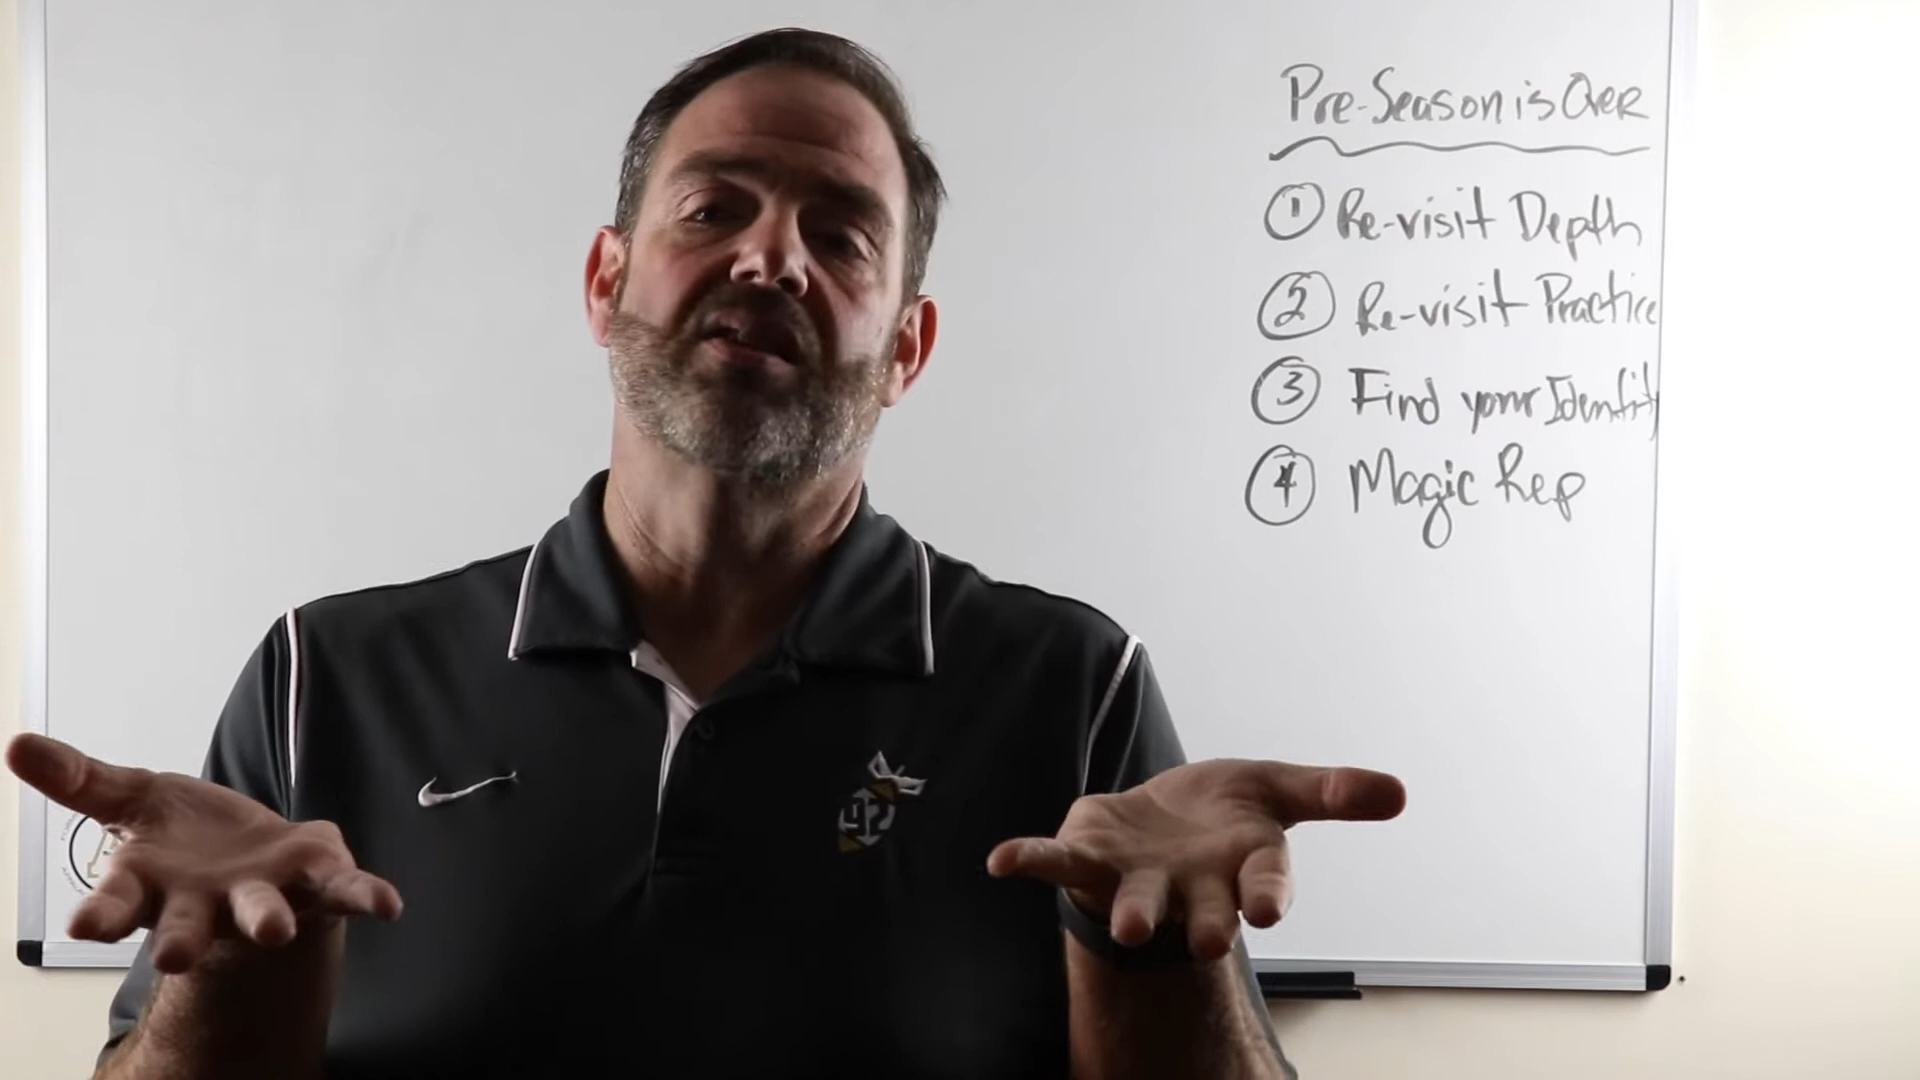 Pre-Season is Over
① Re-visit Depth
② Re-visit Practice
③ Find your Identity
④ Magic Rep